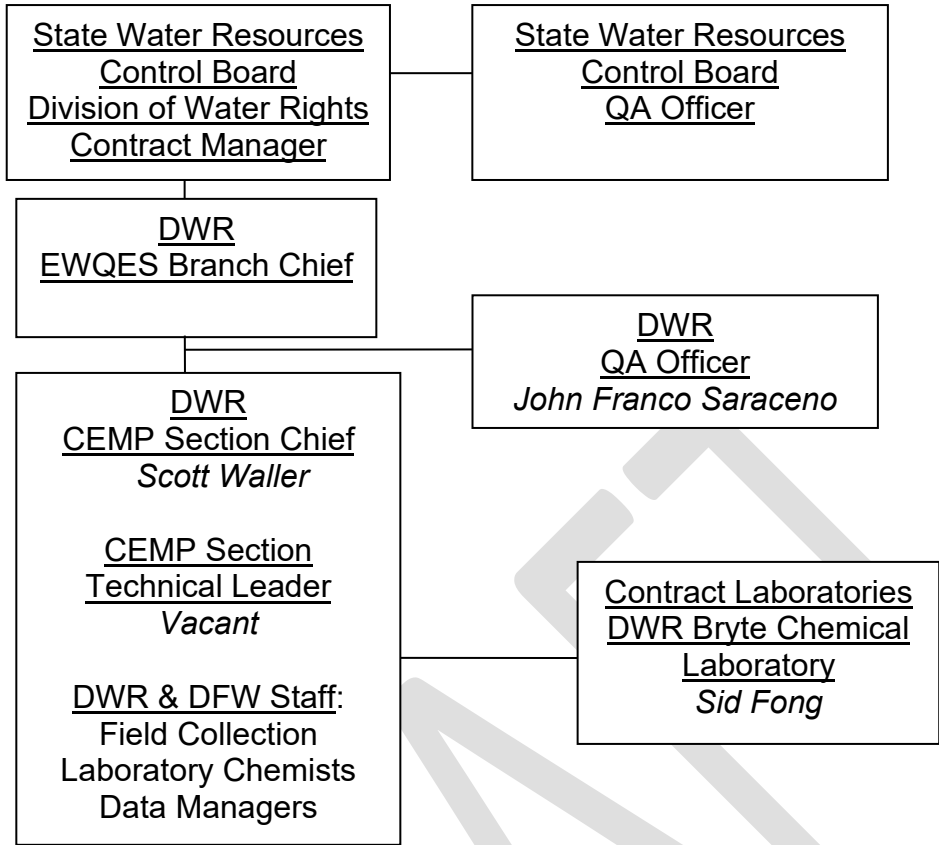 State Water Resources
Control Board
Division of Water Rights
Contract Manager
State Water Resources
Control Board
QA Officer
DWR
EWQES Branch Chief
DWR
QA Officer
John Franco Saraceno
DWR
CEMP Section Chief
Scott Waller
CEMP Section
Technical Leader
Vacant
DWR & DFW Staff:
Field Collection
Laboratory Chemists
Data Managers
Contract Laboratories
DWR Bryte Chemical
Laboratory
Sid Fong